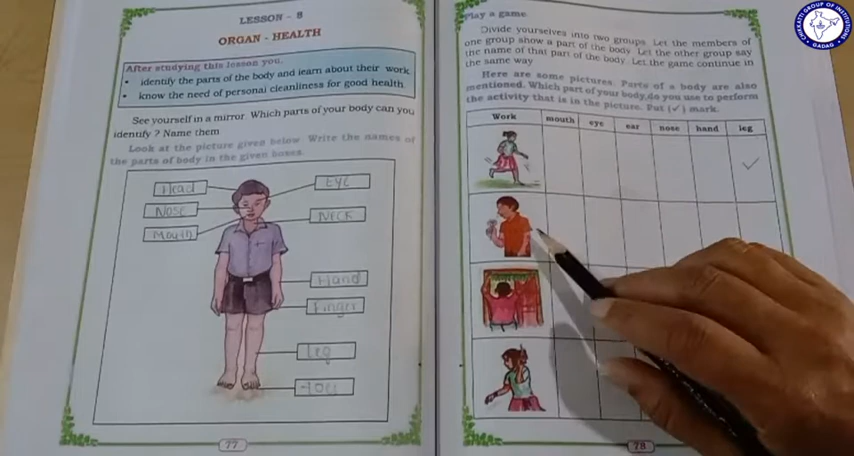 LESSON - 8
ORGAN - HEALTH
After studying this lesson you,
• identify the parts of the body and learn about their work
• know the need of personal cleanliness for good health
See yourself in a mirror. Which parts of your body can you
identify ? Name them
Look at the picture given below. Write the names of
the parts of body in the given boxes.
Head
Eye
Nose
NECK
Mouth
Hand
Finger
Leg
77
Play a game
Divide yourselves into two groups. Let the members of
one group show a part of the body. Let the other group say
the name of that part of the body. Let the game continue in
the same way
Here are some pictures. Parts of a body are also
mentioned. Which part of your body, do you use to perform
the activity that is in the picture. Put (✓) mark.
Work mouth eye ear nose hand leg
✓
78
CHIKKATTI GROUP OF INSTITUTIONS
GADAG